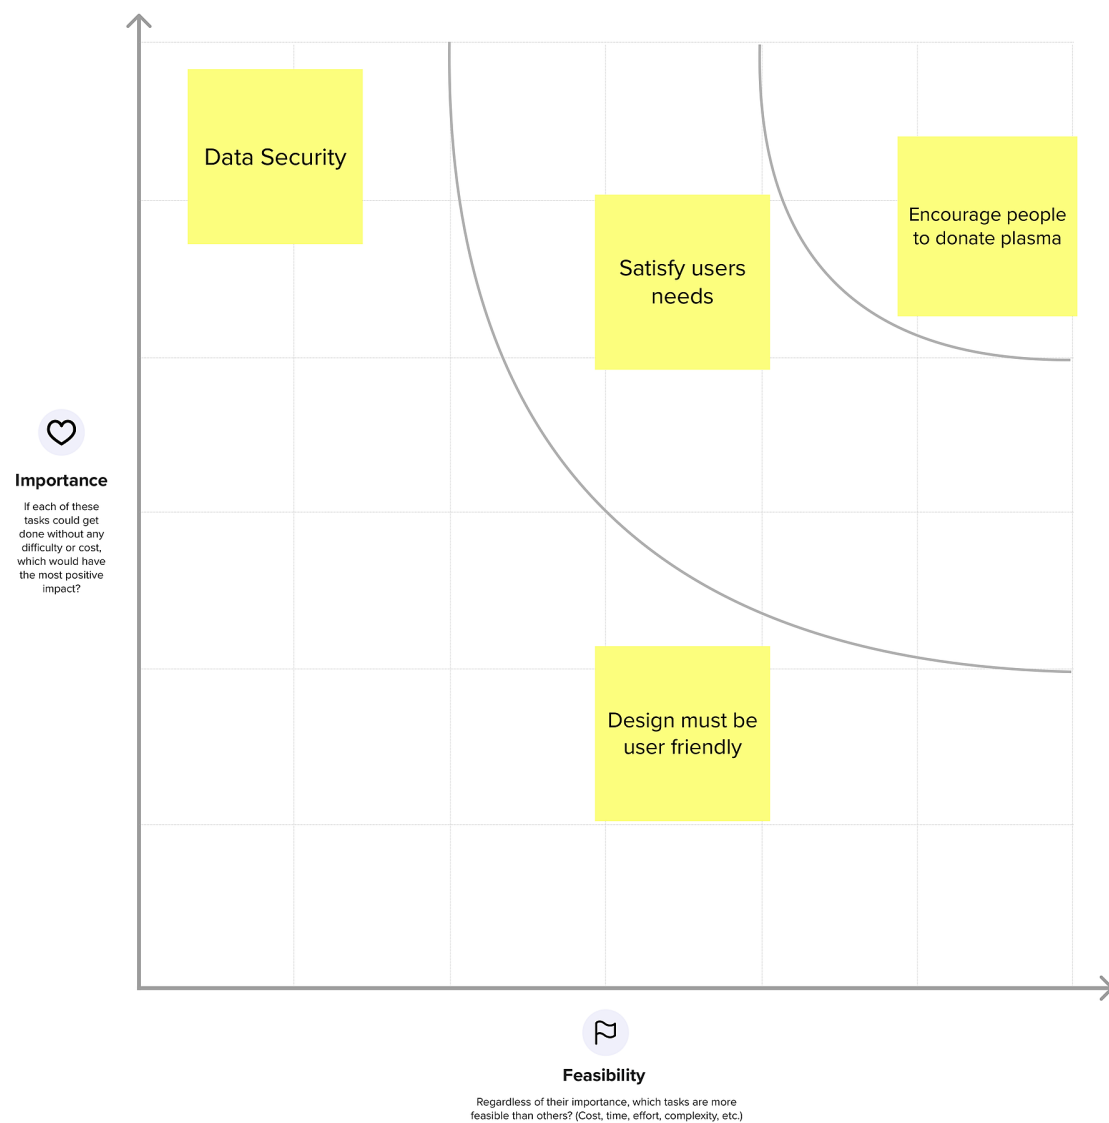 Data Security
Encourage people
to donate plasma
Satisfy users
needs
Importance
If each of these
tasks could get
done without any
difficulty or cost,
which would have
the most positive
impact?
Design must be
user friendly
Feasibility
Regardless of their importance, which tasks are more
feasible than others? (Cost, time, effort, complexity, etc.)